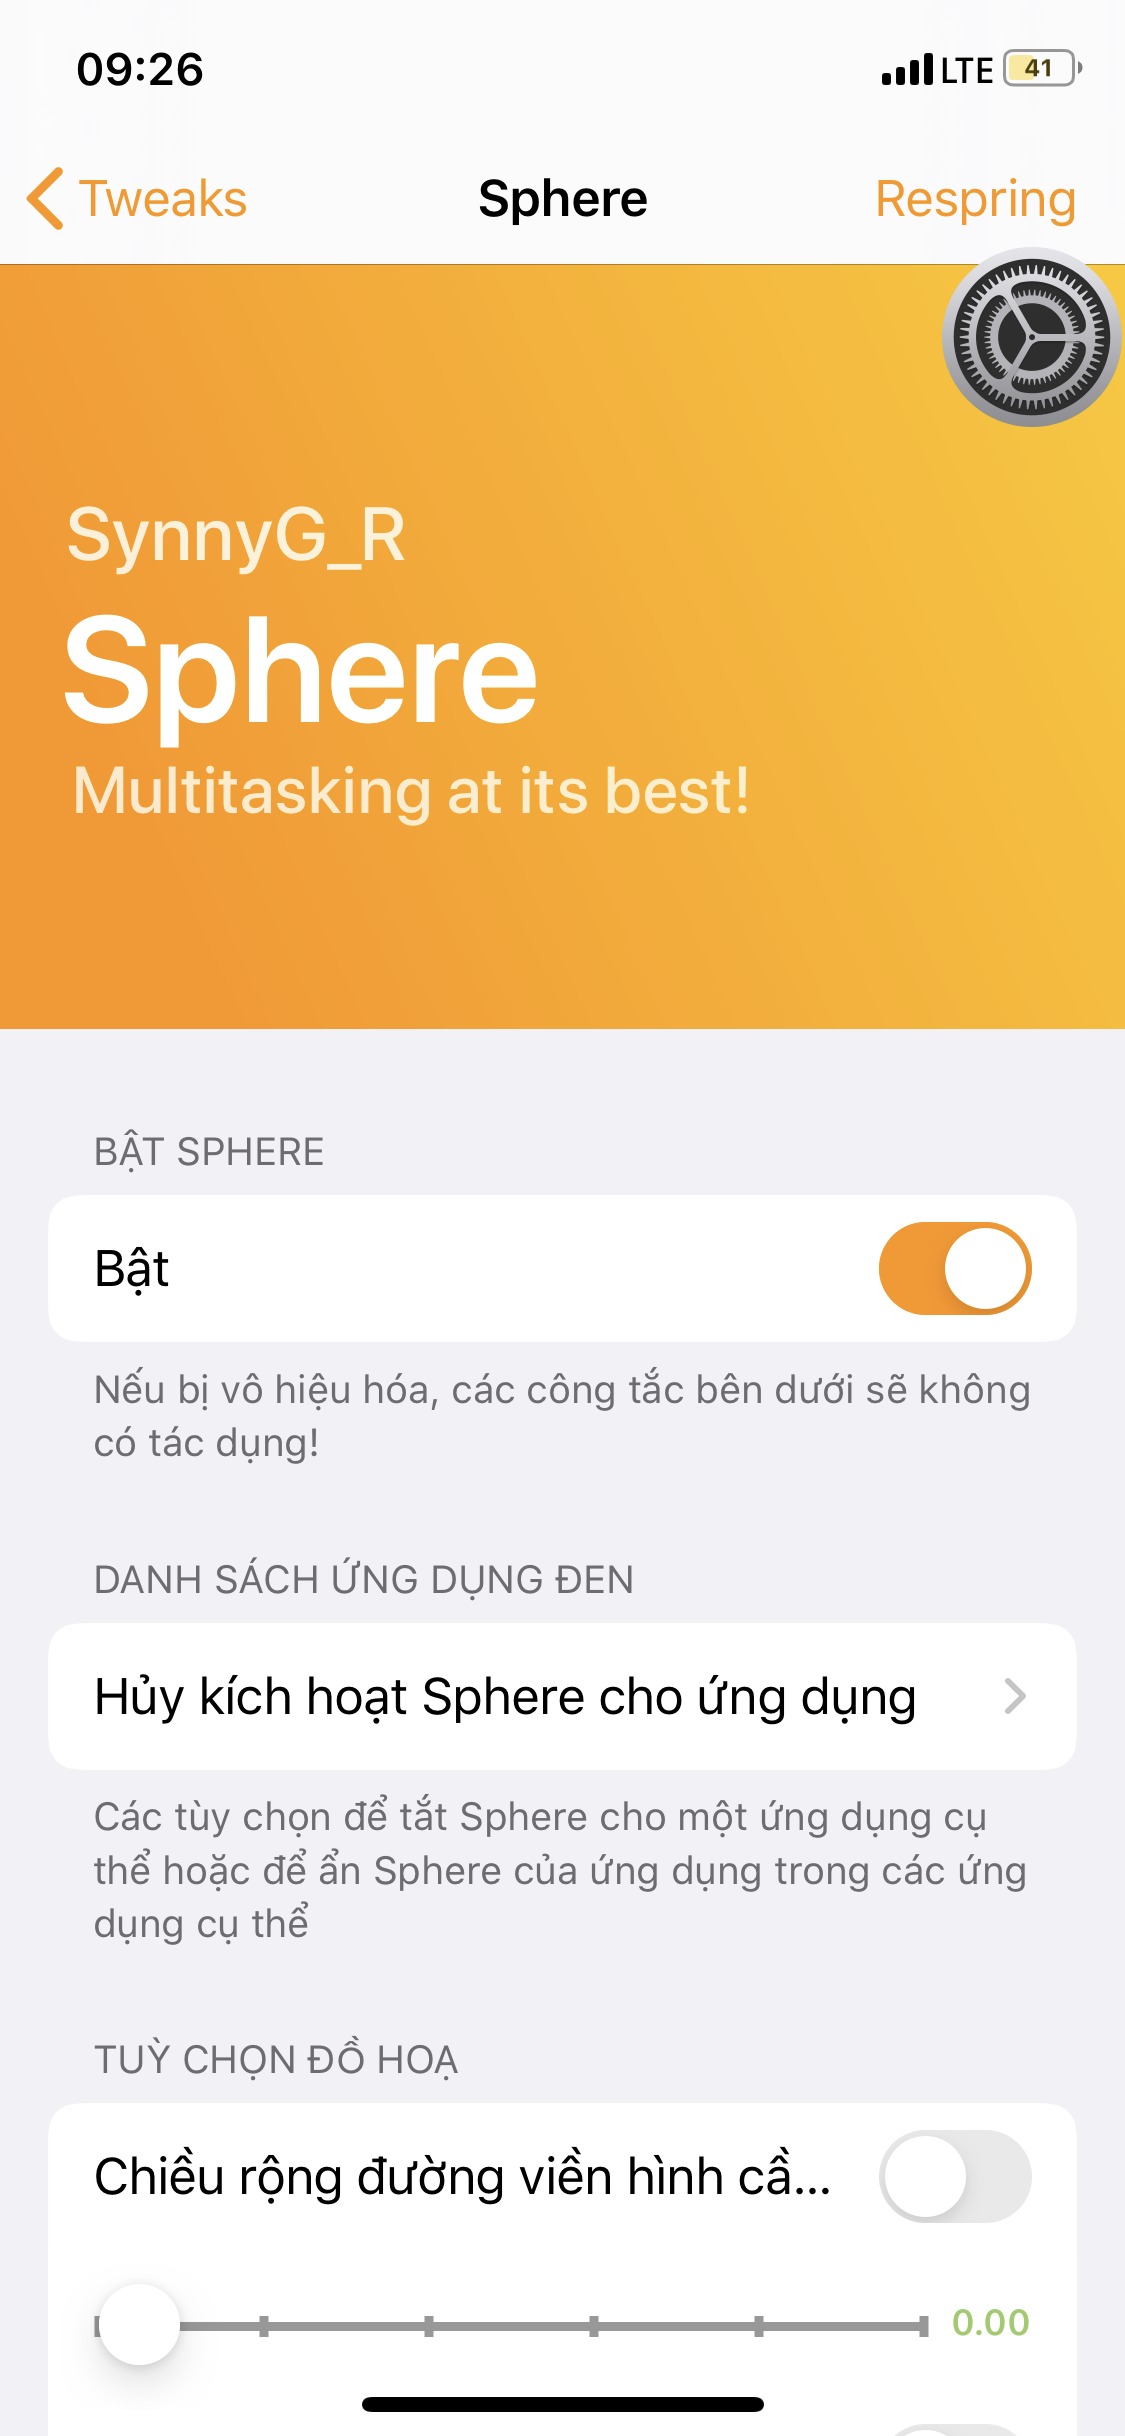 09:26
LTE 41
Tweaks
Sphere
Respring
SynnyG_R
Sphere
Multitasking at its best!
BẬT SPHERE
Bật
Nếu bị vô hiệu hóa, các công tắc bên dưới sẽ không
có tác dụng!
DANH SÁCH ỨNG DỤNG ĐEN
Hủy kích hoạt Sphere cho ứng dụng
Các tùy chọn để tắt Sphere cho một ứng dụng cụ
thể hoặc để ẩn Sphere của ứng dụng trong các ứng
dụng cụ thể
TUỲ CHỌN ĐỒ HOẠ
Chiều rộng đường viền hình cầ...
0.00